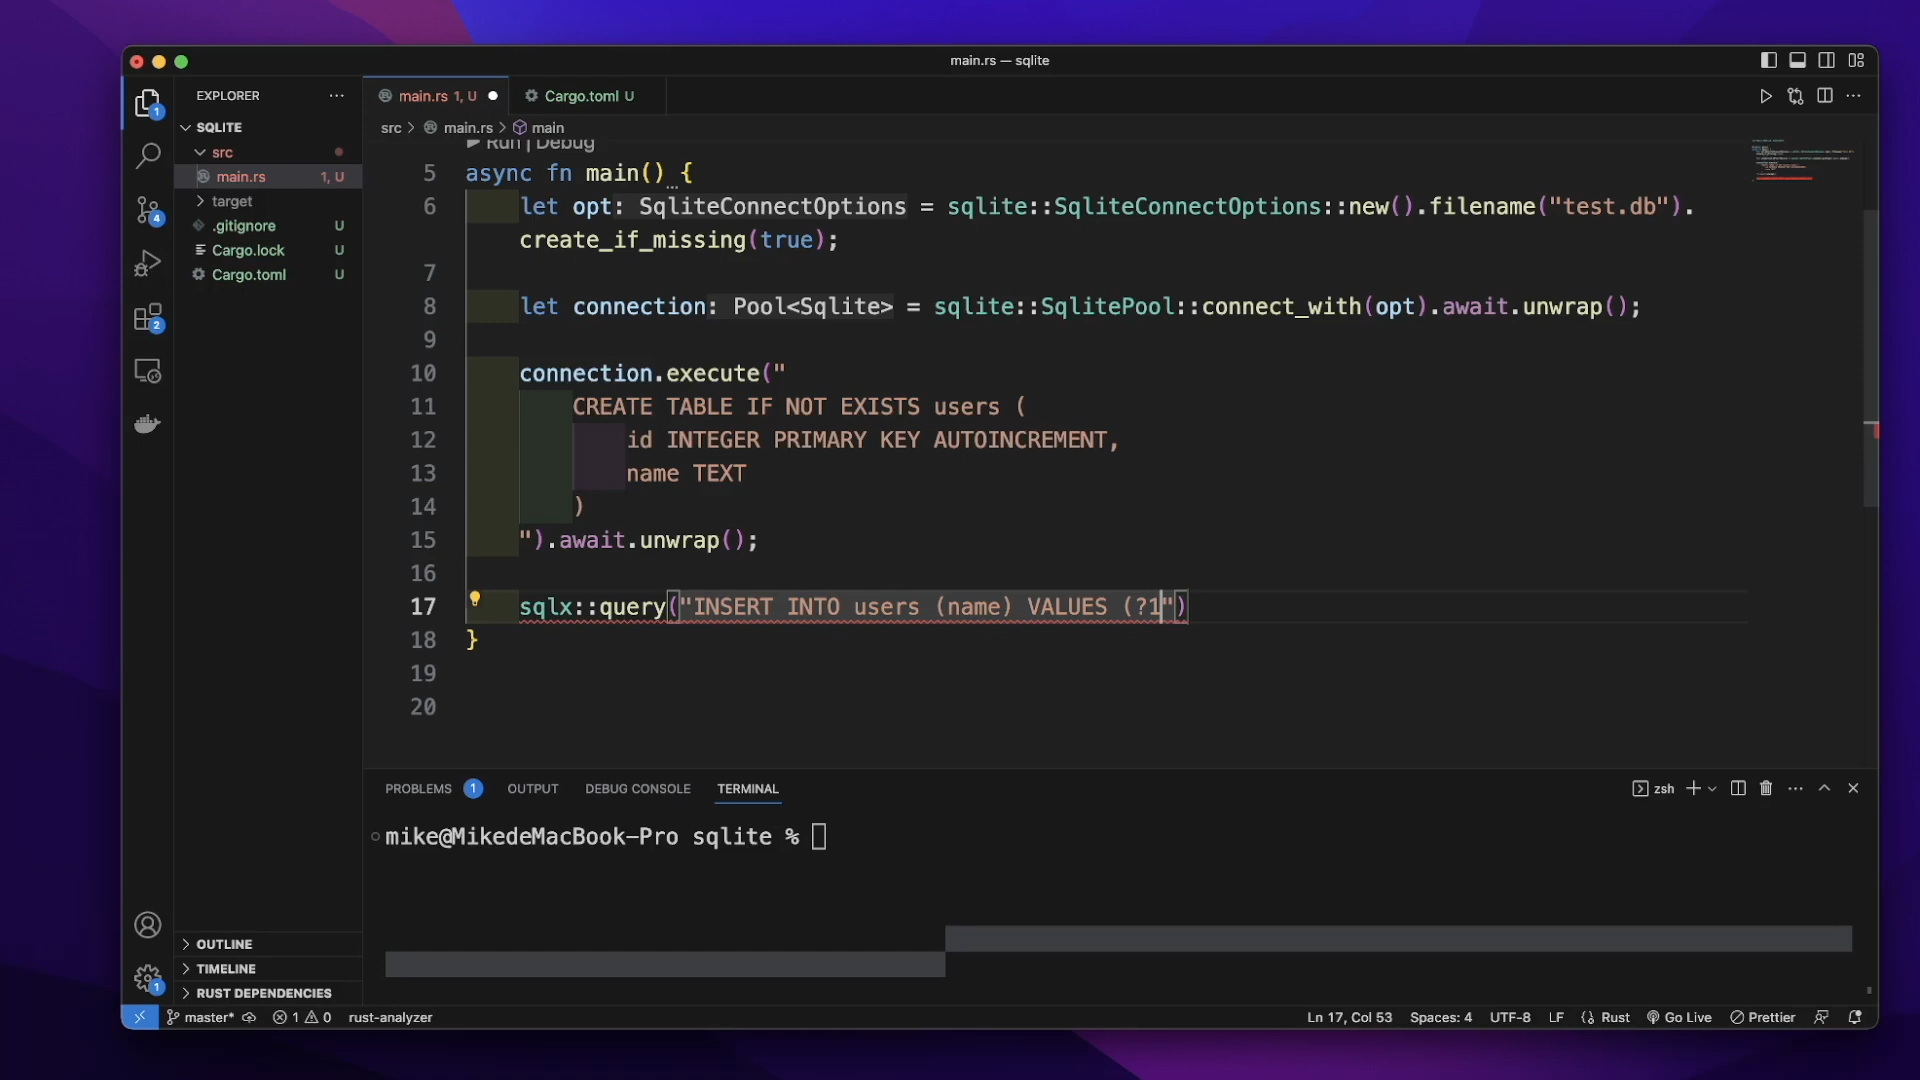 main.rs — sqlite
EXPLORER
main.rs 1, U
Cargo.toml U
SQLITE
src > main.rs > main
src
main.rs 1, U
target
.gitignore U
Cargo.lock U
Cargo.toml U
Run | Debug
5 async fn main() {
6 let opt: SqliteConnectOptions = sqlite::SqliteConnectOptions::new().filename("test.db").
create_if_missing(true);
7
8 let connection: Pool<Sqlite> = sqlite::SqlitePool::connect_with(opt).await.unwrap();
9
10 connection.execute("
11 CREATE TABLE IF NOT EXISTS users (
12 id INTEGER PRIMARY KEY AUTOINCREMENT,
13 name TEXT
14 )
15 ").await.unwrap();
16
17 sqlx::query("INSERT INTO users (name) VALUES (?1")
18 }
19
20
1
4
2
1
PROBLEMS 1 OUTPUT DEBUG CONSOLE TERMINAL
zsh
mike@MikedeMacBook-Pro sqlite %
OUTLINE
TIMELINE
RUST DEPENDENCIES
master* 1 0 rust-analyzer
Ln 17, Col 53 Spaces: 4 UTF-8 LF Rust Go Live Prettier